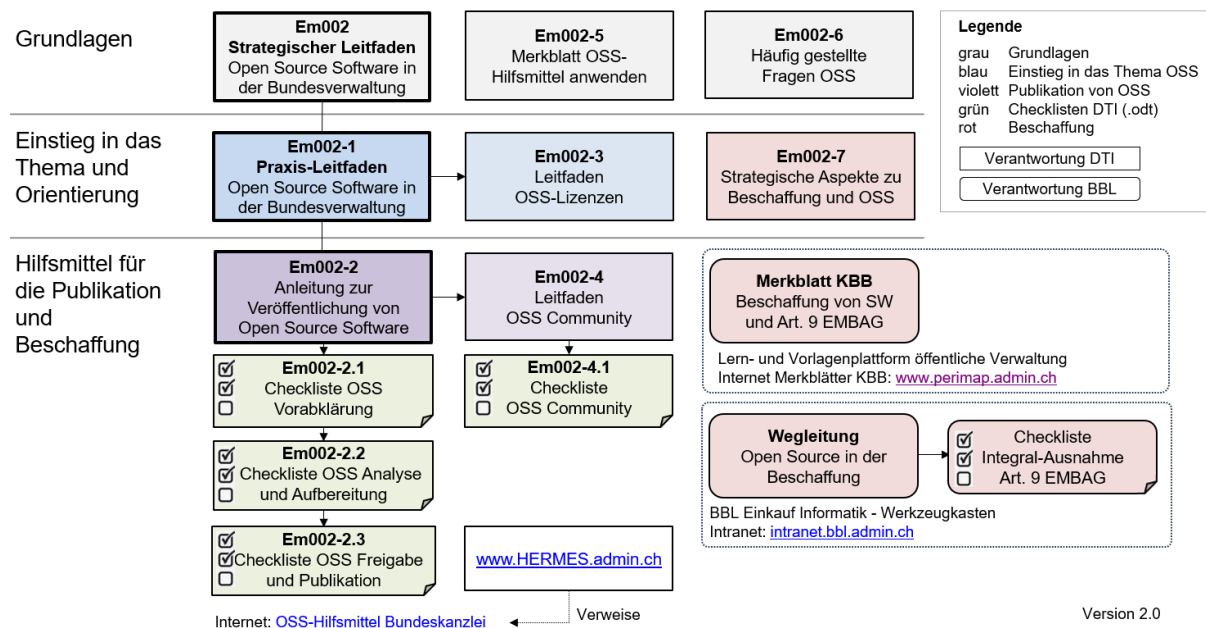 Grundlagen
Em002
Strategischer Leitfaden
Open Source Software in
der Bundesverwaltung
Em002-5
Merkblatt OSS-
Hilfsmittel anwenden
Em002-6
Häufig gestellte
Fragen OSS
Legende
grau Grundlagen
blau Einstieg in das Thema OSS
violett Publikation von OSS
grün Checklisten DTI (.odt)
rot Beschaffung
Verantwortung DTI
Verantwortung BBL
Einstieg in das
Thema und
Orientierung
Em002-1
Praxis-Leitfaden
Open Source Software in
der Bundesverwaltung
Em002-3
Leitfaden
OSS-Lizenzen
Em002-7
Strategische Aspekte zu
Beschaffung und OSS
Hilfsmittel für
die Publikation
und
Beschaffung
Em002-2
Anleitung zur
Veröffentlichung von
Open Source Software
Em002-4
Leitfaden
OSS Community
Merkblatt KBB
Beschaffung von SW
und Art. 9 EMBAG
Lern- und Vorlagenplattform öffentliche Verwaltung
Internet Merkblätter KBB: www.perimap.admin.ch
Em002-2.1
Checkliste OSS
Vorabklärung
Em002-4.1
Checkliste
OSS Community
Em002-2.2
Checkliste OSS Analyse
und Aufbereitung
Wegleitung
Open Source in der
Beschaffung
Checkliste
Integral-Ausnahme
Art. 9 EMBAG
BBL Einkauf Informatik - Werkzeugkasten
Intranet: intranet.bbl.admin.ch
Em002-2.3
Checkliste OSS Freigabe
und Publikation
www.HERMES.admin.ch
Verweise
Internet: OSS-Hilfsmittel Bundeskanzlei
Version 2.0